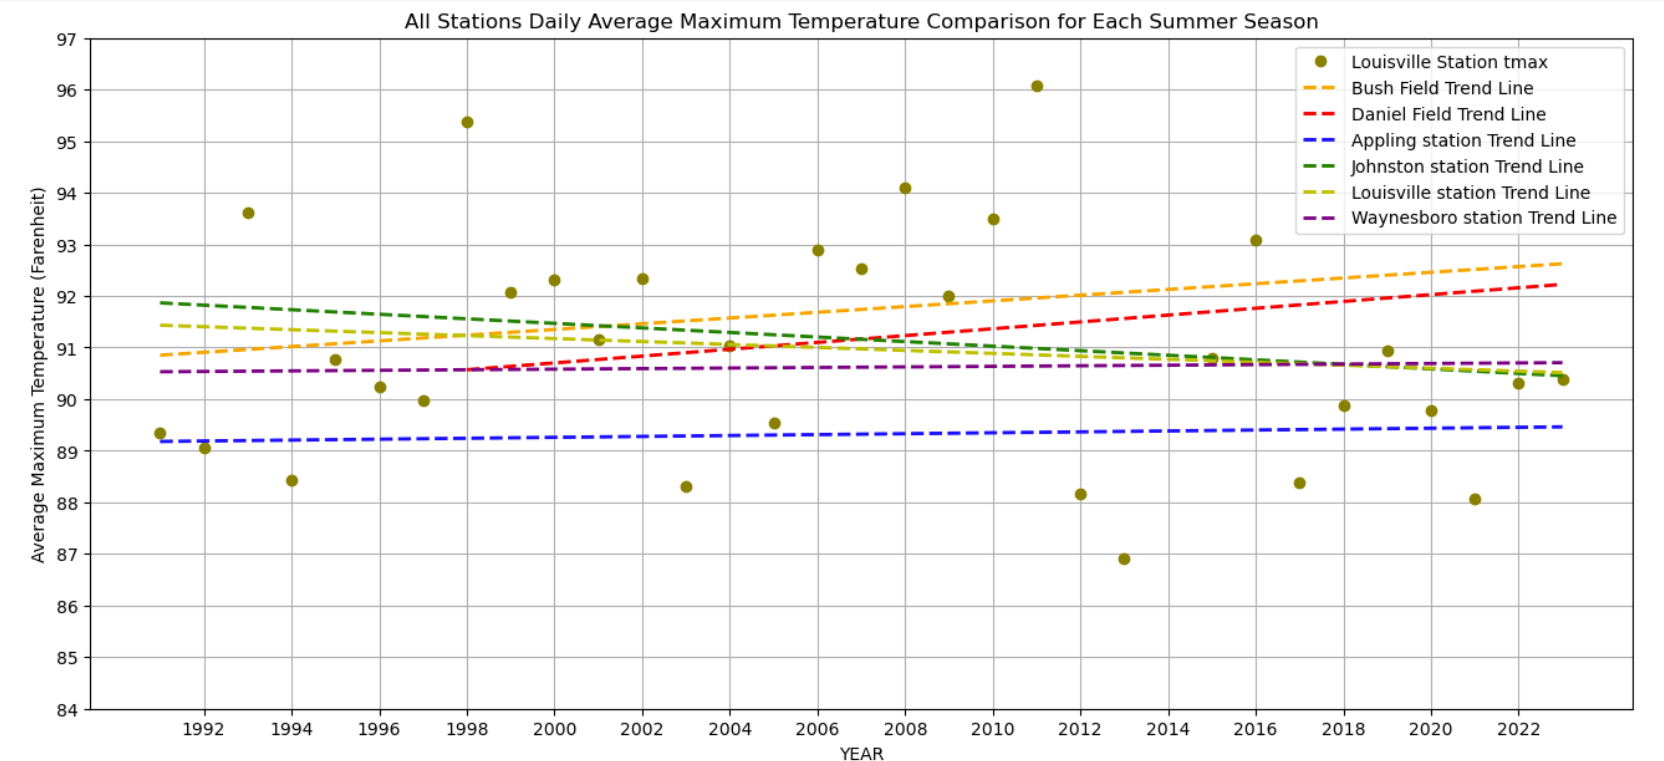 All Stations Daily Average Maximum Temperature Comparison for Each Summer Season
Average Maximum Temperature (Farenheit)
97
96
95
94
93
92
91
90
89
88
87
86
85
84
Louisville Station tmax
Bush Field Trend Line
Daniel Field Trend Line
Appling station Trend Line
Johnston station Trend Line
Louisville station Trend Line
Waynesboro station Trend Line
1992 1994 1996 1998 2000 2002 2004 2006 2008 2010 2012 2014 2016 2018 2020 2022
YEAR